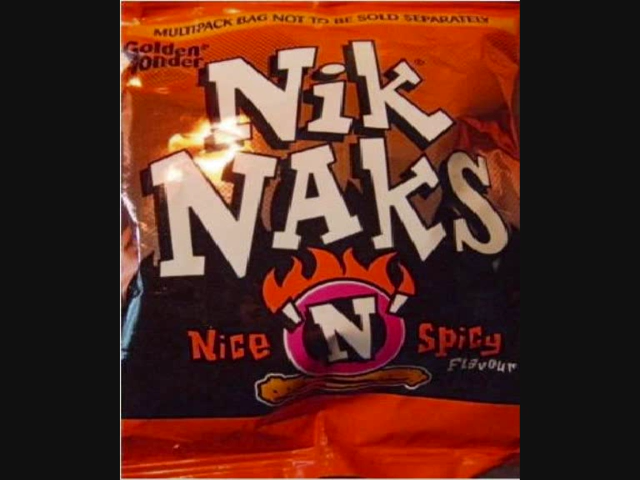 MULTIPACK BAG NOT TO BE SOLD SEPARATELY
Golden
Wonder
Nik
NAKS
Nice 'N' Spicy
Flavour